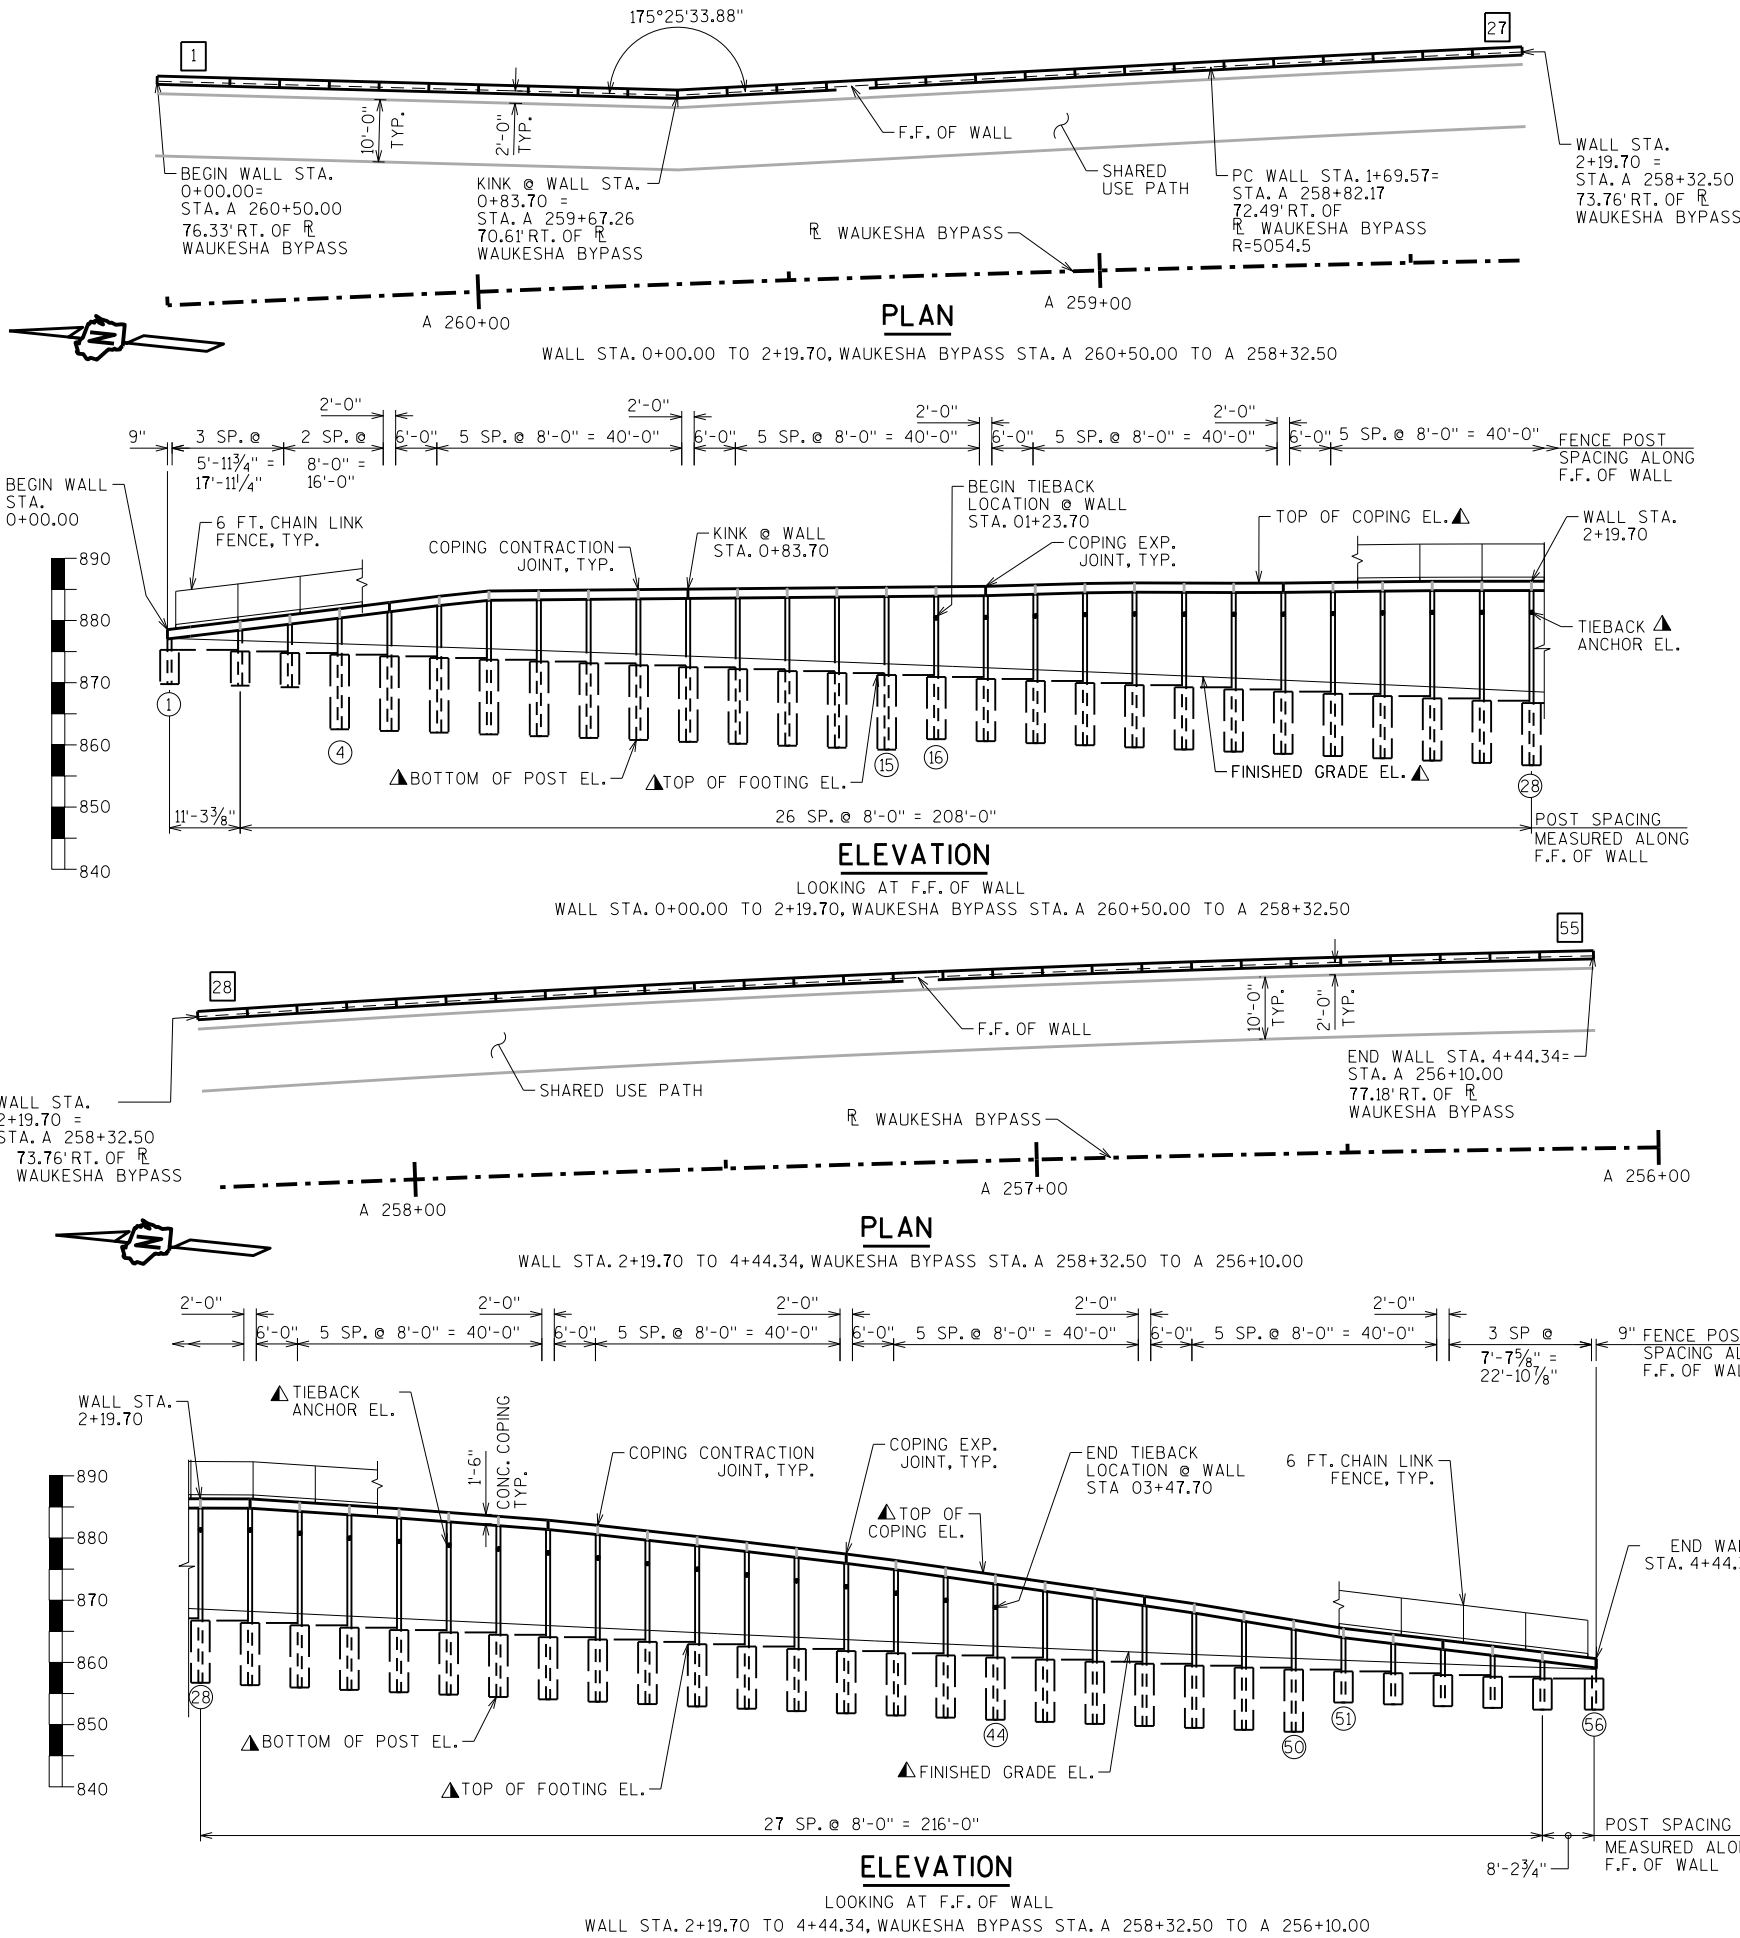 175°25'33.88"
1
27
10'-0"
TYP.
2'-0"
TYP.
F.F. OF WALL
SHARED
USE PATH
BEGIN WALL STA.
0+00.00=
STA. A 260+50.00
76.33' RT. OF ℞L
WAUKESHA BYPASS
KINK @ WALL STA.
0+83.70 =
STA. A 259+67.26
70.61' RT. OF ℞L
WAUKESHA BYPASS
PC WALL STA. 1+69.57=
STA. A 258+82.17
72.49' RT. OF
℞L WAUKESHA BYPASS
R=5054.5
WALL STA.
2+19.70 =
STA. A 258+32.50
73.76' RT. OF ℞L
WAUKESHA BYPASS
℞L WAUKESHA BYPASS
A 260+00
A 259+00
N
PLAN
WALL STA. 0+00.00 TO 2+19.70, WAUKESHA BYPASS STA. A 260+50.00 TO A 258+32.50
2'-0" 2'-0" 2'-0" 2'-0"
9" 3 SP. @ 2 SP. @ 6'-0" 5 SP. @ 8'-0" = 40'-0" 6'-0" 5 SP. @ 8'-0" = 40'-0" 6'-0" 5 SP. @ 8'-0" = 40'-0" 6'-0" 5 SP. @ 8'-0" = 40'-0"
5'-11¾" = 8'-0" =
17'-11¼" 16'-0"
FENCE POST
SPACING ALONG
F.F. OF WALL
BEGIN WALL
STA.
0+00.00
6 FT. CHAIN LINK
FENCE, TYP.
COPING CONTRACTION
JOINT, TYP.
KINK @ WALL
STA. 0+83.70
BEGIN TIEBACK
LOCATION @ WALL
STA. 01+23.70
COPING EXP.
JOINT, TYP.
TOP OF COPING EL.
WALL STA.
2+19.70
TIEBACK
ANCHOR EL.
890
880
870
860
850
840
1
4
15
16
28
BOTTOM OF POST EL.
TOP OF FOOTING EL.
FINISHED GRADE EL.
11'-3⅜"
26 SP. @ 8'-0" = 208'-0"
POST SPACING
MEASURED ALONG
F.F. OF WALL
ELEVATION
LOOKING AT F.F. OF WALL
WALL STA. 0+00.00 TO 2+19.70, WAUKESHA BYPASS STA. A 260+50.00 TO A 258+32.50
28
55
F.F. OF WALL
10'-0"
TYP.
2'-0"
TYP.
SHARED USE PATH
WALL STA.
2+19.70 =
STA. A 258+32.50
73.76' RT. OF ℞L
WAUKESHA BYPASS
END WALL STA. 4+44.34=
STA. A 256+10.00
77.18' RT. OF ℞L
WAUKESHA BYPASS
℞L WAUKESHA BYPASS
A 258+00
A 257+00
A 256+00
N
PLAN
WALL STA. 2+19.70 TO 4+44.34, WAUKESHA BYPASS STA. A 258+32.50 TO A 256+10.00
2'-0" 2'-0" 2'-0" 2'-0" 2'-0"
6'-0" 5 SP. @ 8'-0" = 40'-0" 6'-0" 5 SP. @ 8'-0" = 40'-0" 6'-0" 5 SP. @ 8'-0" = 40'-0" 6'-0" 5 SP. @ 8'-0" = 40'-0" 3 SP @ 9"
7'-7⅝" =
22'-10⅞"
FENCE POS
SPACING AL
F.F. OF WAL
WALL STA.
2+19.70
TIEBACK
ANCHOR EL.
1'-6"
CONC. COPING
TYP.
COPING CONTRACTION
JOINT, TYP.
COPING EXP.
JOINT, TYP.
TOP OF
COPING EL.
END TIEBACK
LOCATION @ WALL
STA 03+47.70
6 FT. CHAIN LINK
FENCE, TYP.
END WA
STA. 4+44.
890
880
870
860
850
840
28
44
50
51
56
BOTTOM OF POST EL.
TOP OF FOOTING EL.
FINISHED GRADE EL.
27 SP. @ 8'-0" = 216'-0"
8'-2¾"
POST SPACING
MEASURED ALO
F.F. OF WALL
ELEVATION
LOOKING AT F.F. OF WALL
WALL STA. 2+19.70 TO 4+44.34, WAUKESHA BYPASS STA. A 258+32.50 TO A 256+10.00